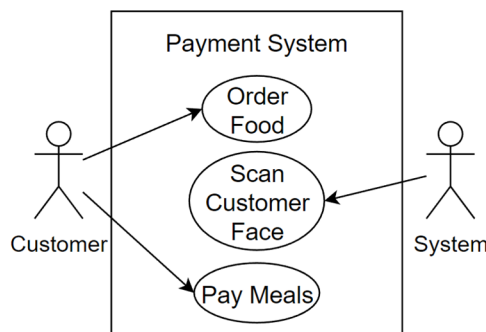 Payment System
Order
Food
Scan
Customer
Face
Customer
System
Pay Meals